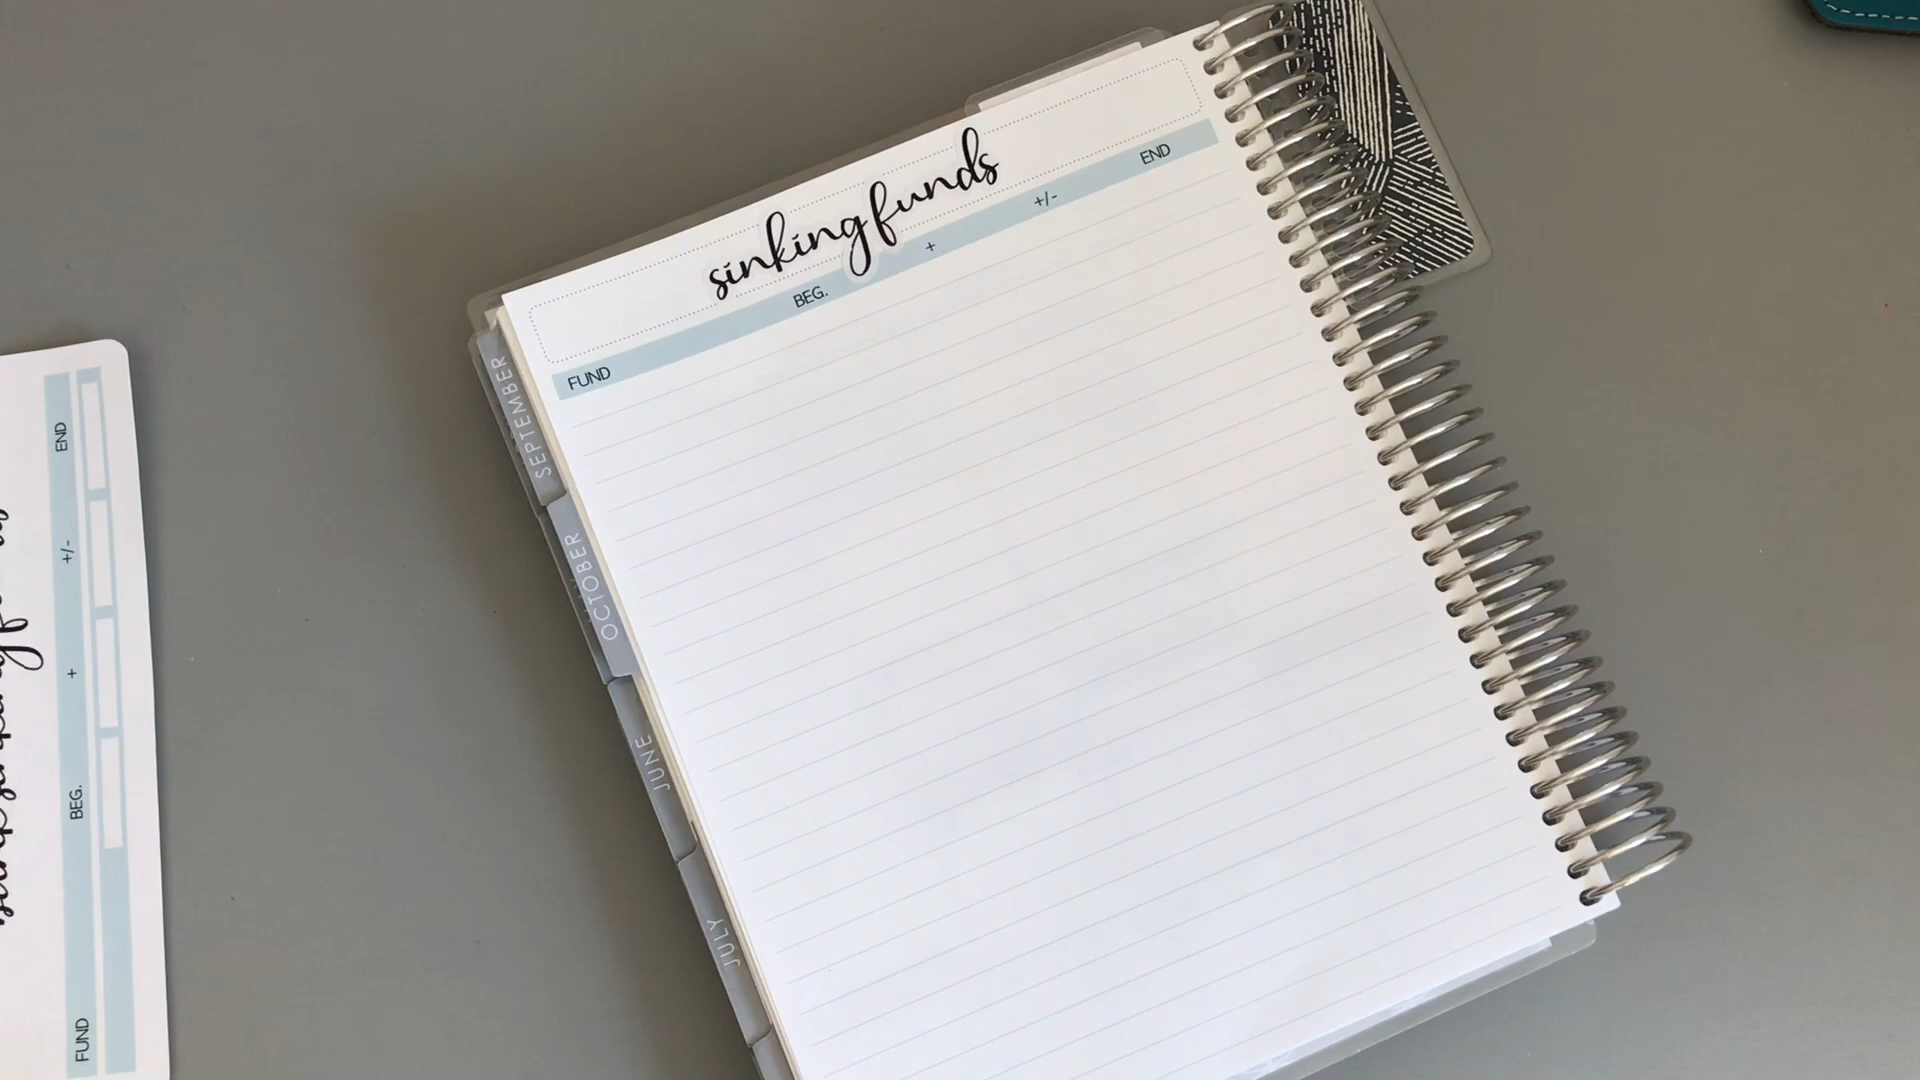 sinking funds
FUND BEG. + +/- END
SEPTEMBER
OCTOBER
JUNE
JULY
FUND BEG. + +/- END